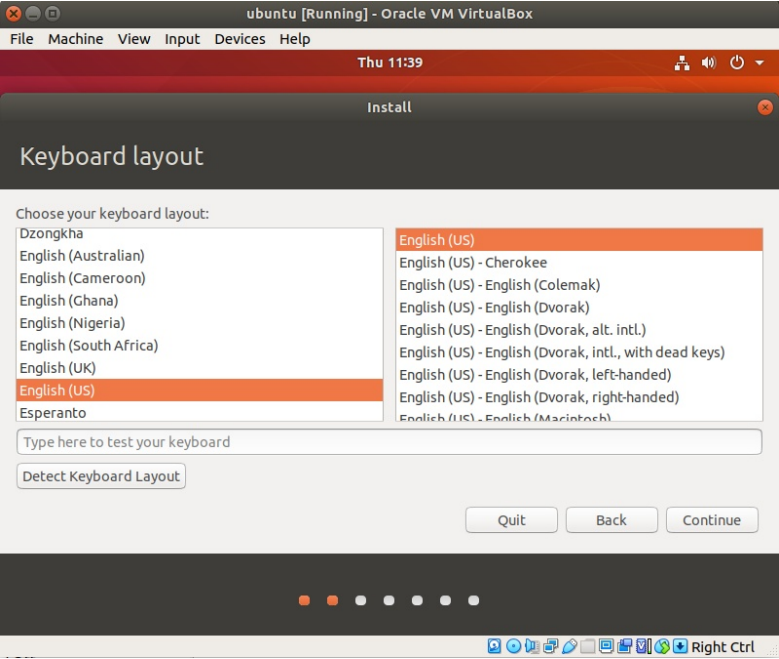 ubuntu [Running] - Oracle VM VirtualBox
File Machine View Input Devices Help
Thu 11:39
Install
Keyboard layout
Choose your keyboard layout:
Dzongkha
English (Australian)
English (Cameroon)
English (Ghana)
English (Nigeria)
English (South Africa)
English (UK)
English (US)
Esperanto
English (US)
English (US) - Cherokee
English (US) - English (Colemak)
English (US) - English (Dvorak)
English (US) - English (Dvorak, alt. intl.)
English (US) - English (Dvorak, intl., with dead keys)
English (US) - English (Dvorak, left-handed)
English (US) - English (Dvorak, right-handed)
English (US) - English (Macintosh)
Type here to test your keyboard
Detect Keyboard Layout
Quit Back Continue
Right Ctrl